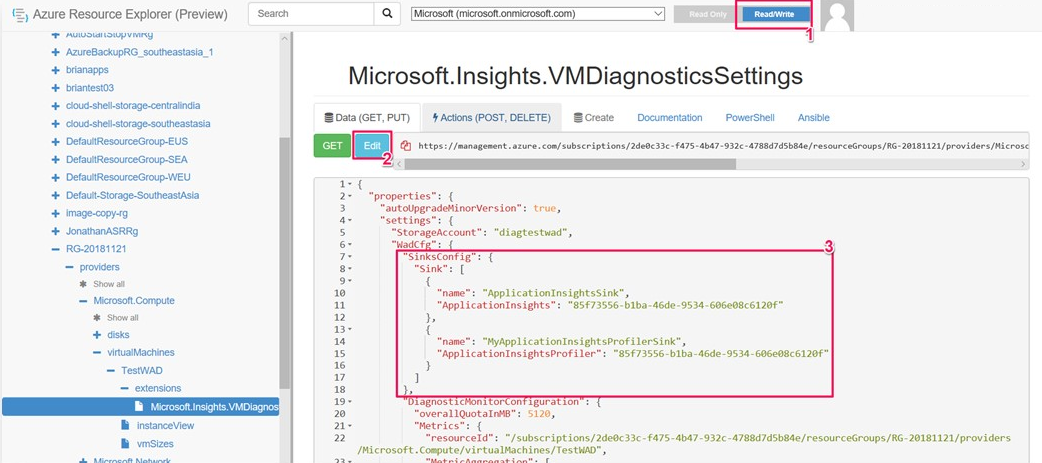 Azure Resource Explorer (Preview)
Search
Microsoft (microsoft.onmicrosoft.com)
Read Only
Read/Write
1
AutoStartStopVMRg
AzureBackupRG_southeastasia_1
brianapps
briantest03
cloud-shell-storage-centralindia
cloud-shell-storage-southeastasia
DefaultResourceGroup-EUS
DefaultResourceGroup-SEA
DefaultResourceGroup-WEU
Default-Storage-SoutheastAsia
image-copy-rg
JonathanASRRg
RG-20181121
providers
Show all
Microsoft.Compute
Show all
disks
virtualMachines
TestWAD
extensions
Microsoft.Insights.VMDiagnos
instanceView
vmSizes
Microsoft.Network
Microsoft.Insights.VMDiagnosticsSettings
Data (GET, PUT)
Actions (POST, DELETE)
Create
Documentation
PowerShell
Ansible
GET
Edit
2
https://management.azure.com/subscriptions/2de0c33c-f475-4b47-932c-4788d7d5b84e/resourceGroups/RG-20181121/providers/Microsoc
3
1 {
2 "properties": {
3 "autoUpgradeMinorVersion": true,
4 "settings": {
5 "StorageAccount": "diagtestwad",
6 "WadCfg": {
7 "SinksConfig": {
8 "Sink": [
9 {
10 "name": "ApplicationInsightsSink",
11 "ApplicationInsights": "85f73556-b1ba-46de-9534-606e08c6120f"
12 },
13 {
14 "name": "MyApplicationInsightsProfilerSink",
15 "ApplicationInsightsProfiler": "85f73556-b1ba-46de-9534-606e08c6120f"
16 }
17 ]
18 },
19 "DiagnosticMonitorConfiguration": {
20 "overallQuotaInMB": 5120,
21 "Metrics": {
22 "resourceId": "/subscriptions/2de0c33c-f475-4b47-932c-4788d7d5b84e/resourceGroups/RG-20181121/providers
/Microsoft.Compute/virtualMachines/TestWAD",
23 "MetricAggregation": [